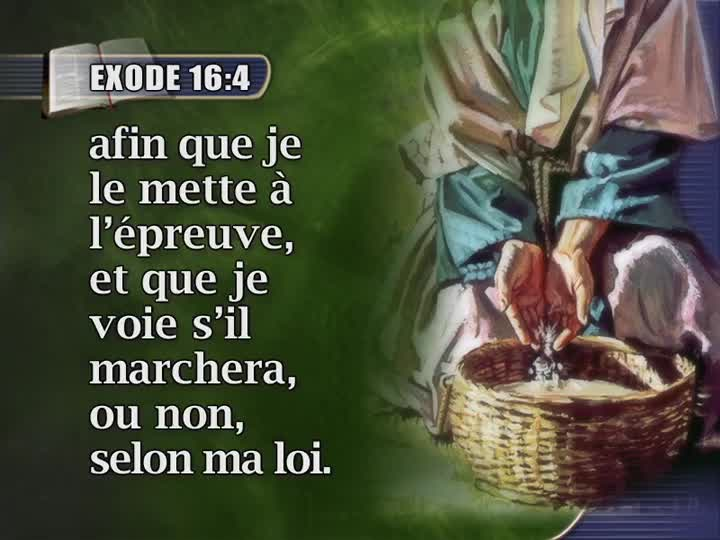 EXODE 16:4
afin que je
le mette à
l'épreuve,
et que je
voie s'il
marchera,
ou non,
selon ma loi.